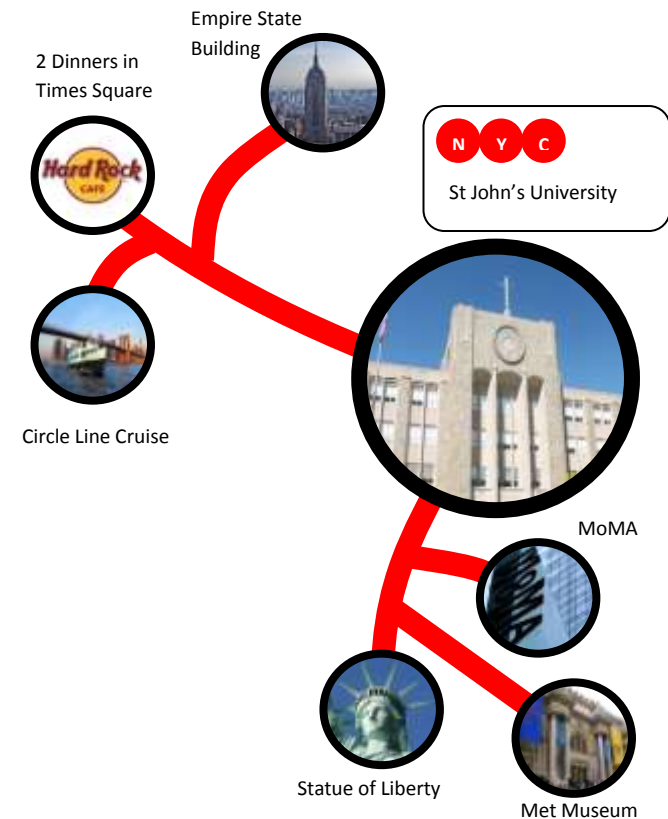 Empire State
Building
2 Dinners in
Times Square
Hard Rock
CAFE
N Y C
St John's University
Circle Line Cruise
MoMA
MOMA
Statue of Liberty
Met Museum